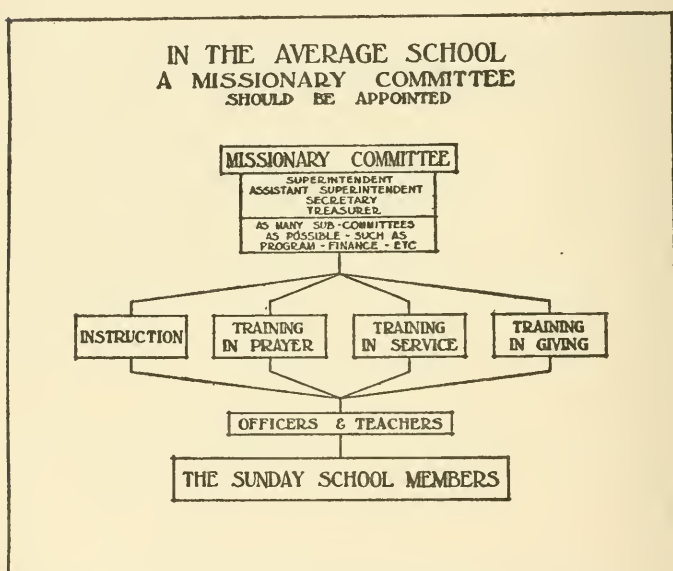 IN THE AVERAGE SCHOOL
A MISSIONARY COMMITTEE
SHOULD BE APPOINTED
MISSIONARY COMMITTEE
SUPERINTENDENT
ASSISTANT SUPERINTENDENT
SECRETARY
TREASURER
AS MANY SUB-COMMITTEES
AS POSSIBLE - SUCH AS
PROGRAM - FINANCE - ETC
INSTRUCTION
TRAINING
IN PRAYER
TRAINING
IN SERVICE
TRAINING
IN GIVING
OFFICERS & TEACHERS
THE SUNDAY SCHOOL MEMBERS